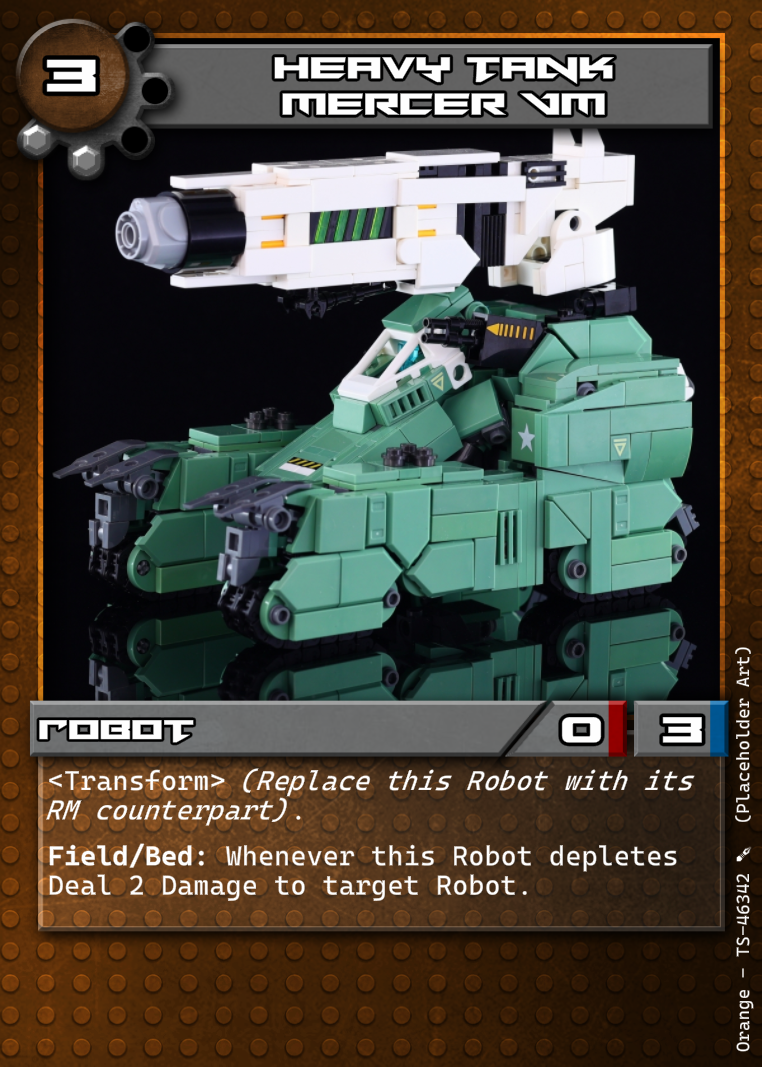 3
HEAVY TANK
MERCER VM
ROBOT
0
3
<Transform> (Replace this Robot with its
RM counterpart).
Field/Bed: Whenever this Robot depletes
Deal 2 Damage to target Robot.
Orange - TS-46342 ✒ (Placeholder Art)